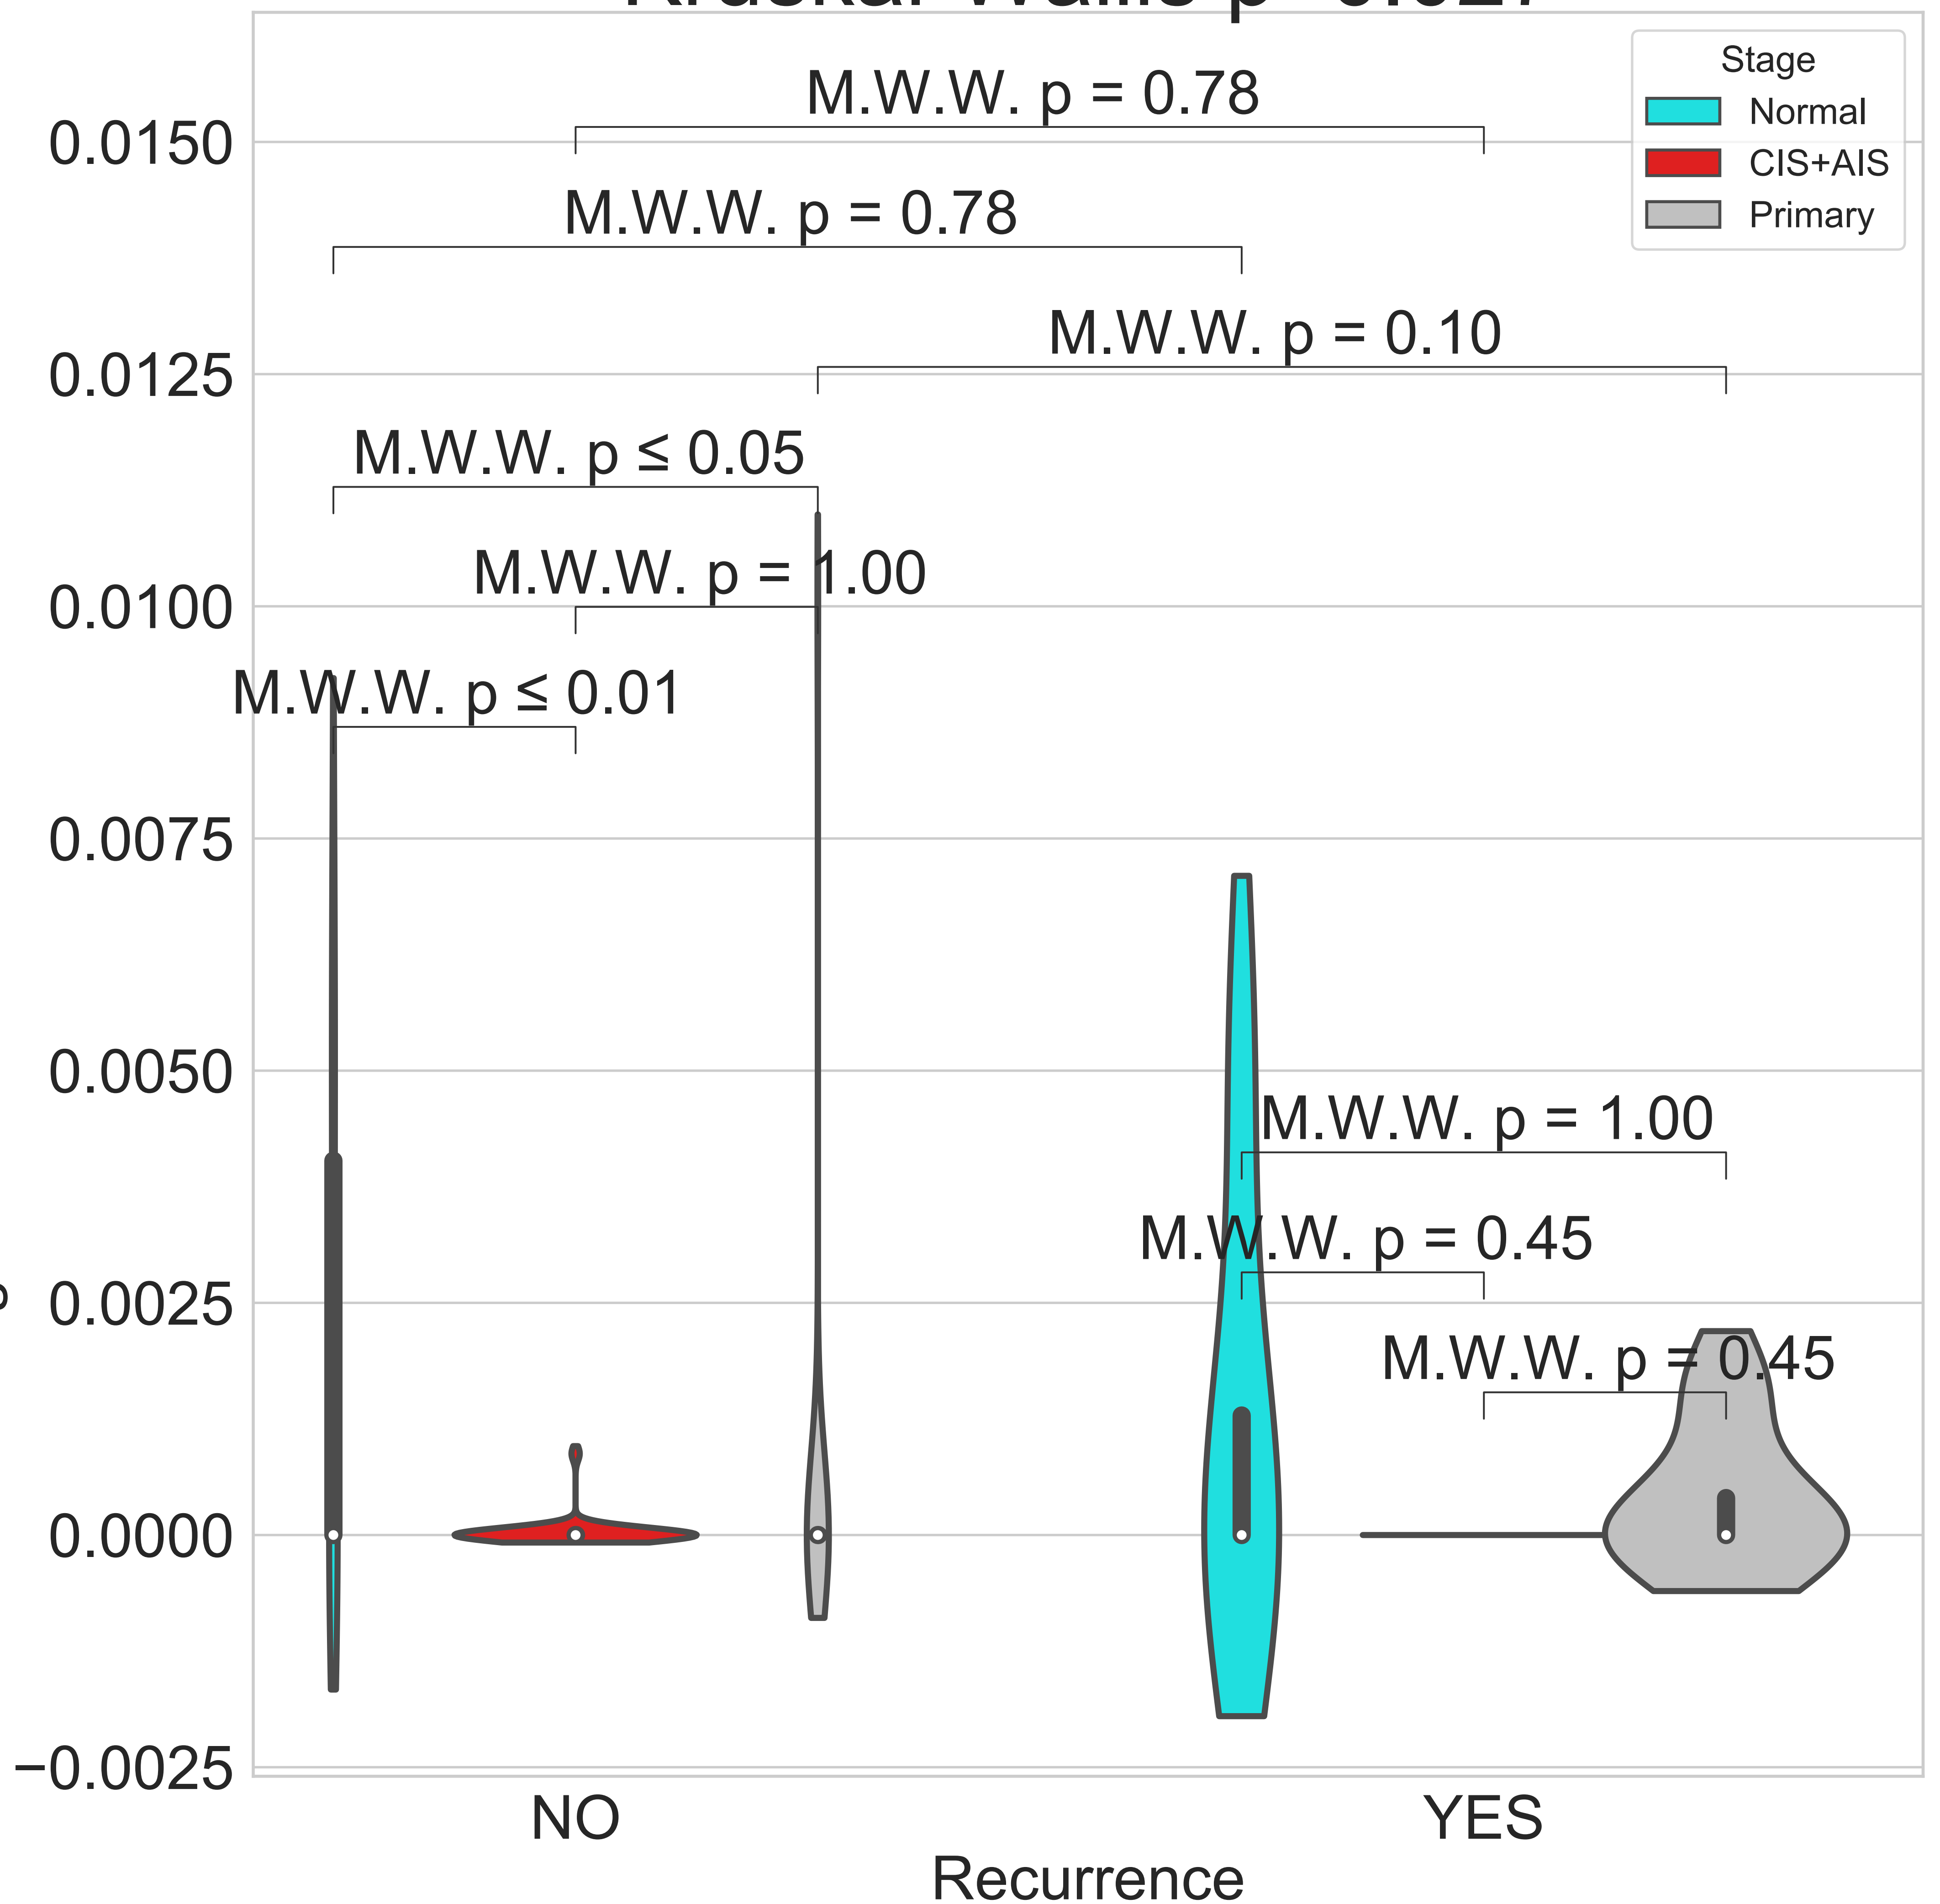 Stage
Normal
CIS+AIS
Primary
M.W.W. p = 0.78
M.W.W. p = 0.78
M.W.W. p = 0.10
M.W.W. p ≤ 0.05
M.W.W. p = 1.00
M.W.W. p ≤ 0.01
M.W.W. p = 1.00
M.W.W. p = 0.45
M.W.W. p = 0.45
0.0150
0.0125
0.0100
0.0075
0.0050
0.0025
0.0000
−0.0025
NO
YES
Recurrence